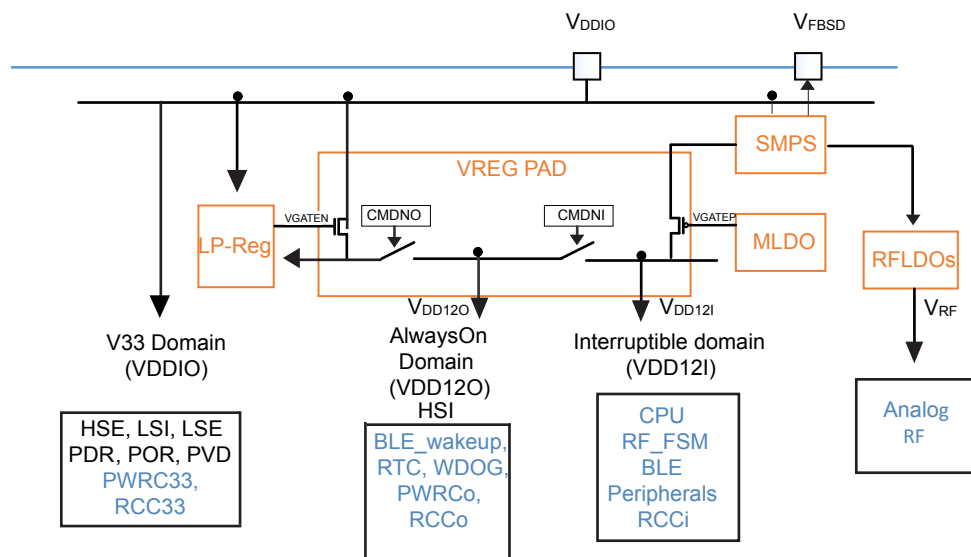 VDDIO
VFBSD
SMPS
VREG PAD
VGATEN
CMDNO
CMDNI
VGATEP
LP-Reg
MLDO
RFLDOs
VDD12O
VDD12I
VRF
V33 Domain
(VDDIO)
AlwaysOn
Domain
(VDD12O)
HSI
Interruptible domain
(VDD12I)
HSE, LSI, LSE
PDR, POR, PVD
PWRC33,
RCC33
BLE_wakeup,
RTC, WDOG,
PWRCo,
RCCo
CPU
RF_FSM
BLE
Peripherals
RCCi
Analog
RF